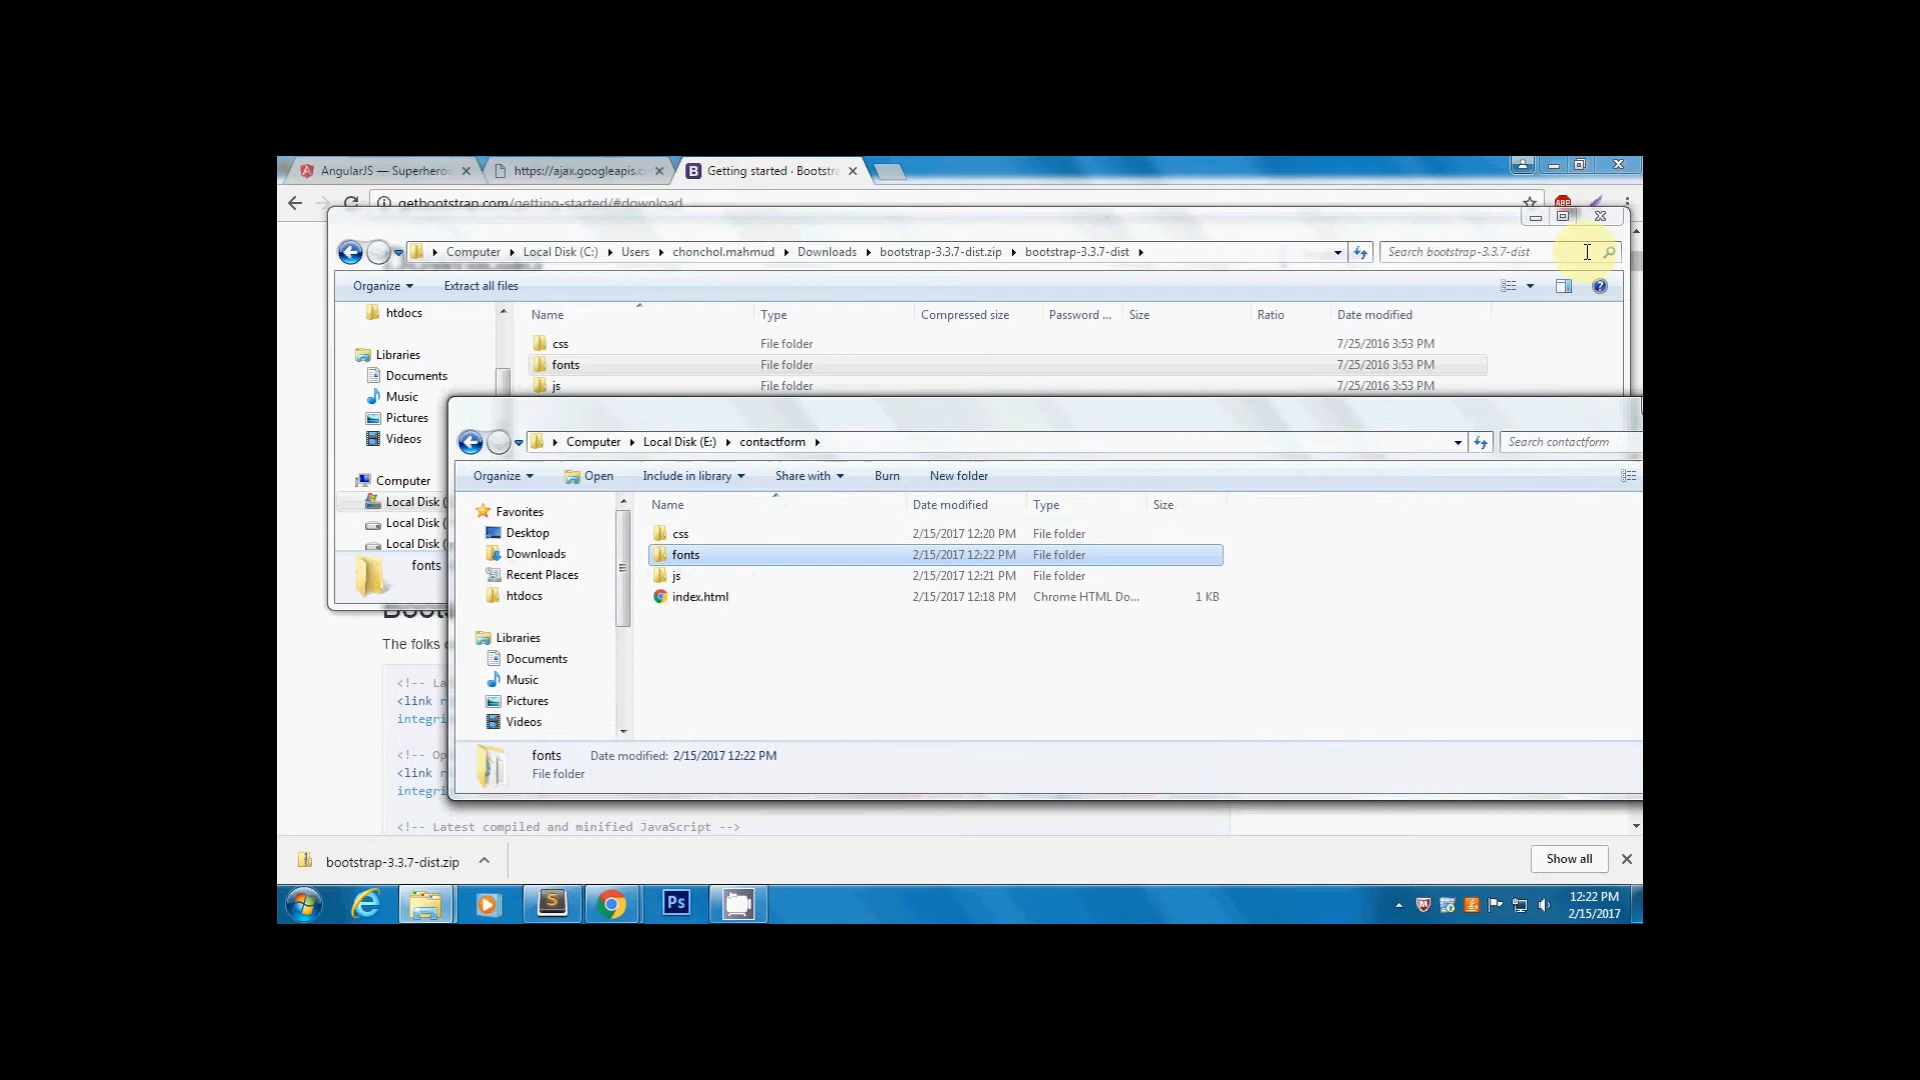 AngularJS — Superhero
https://ajax.googleapis.c
B Getting started · Bootstra
getbootstrap.com/getting-started/#download
ABP
Computer Local Disk (C:) Users chonchol.mahmud Downloads bootstrap-3.3.7-dist.zip bootstrap-3.3.7-dist
Search bootstrap-3.3.7-dist
Organize Extract all files
htdocs
Libraries
Documents
Music
Pictures
Videos
Computer
Local Disk (
Local Disk (
Local Disk (
fonts
Name Type Compressed size Password ... Size Ratio Date modified
css File folder 7/25/2016 3:53 PM
fonts File folder 7/25/2016 3:53 PM
js File folder 7/25/2016 3:53 PM
Computer Local Disk (E:) contactform
Search contactform
Organize Open Include in library Share with Burn New folder
Favorites
Desktop
Downloads
Recent Places
htdocs
Libraries
Documents
Music
Pictures
Videos
Name Date modified Type Size
css 2/15/2017 12:20 PM File folder
fonts 2/15/2017 12:22 PM File folder
js 2/15/2017 12:21 PM File folder
index.html 2/15/2017 12:18 PM Chrome HTML Do... 1 KB
fonts Date modified: 2/15/2017 12:22 PM
File folder
The folks
<!-- La
<link r
integri
<!-- Op
<link r
integri
<!-- Latest compiled and minified JavaScript -->
bootstrap-3.3.7-dist.zip
Show all
S
Ps
12:22 PM
2/15/2017